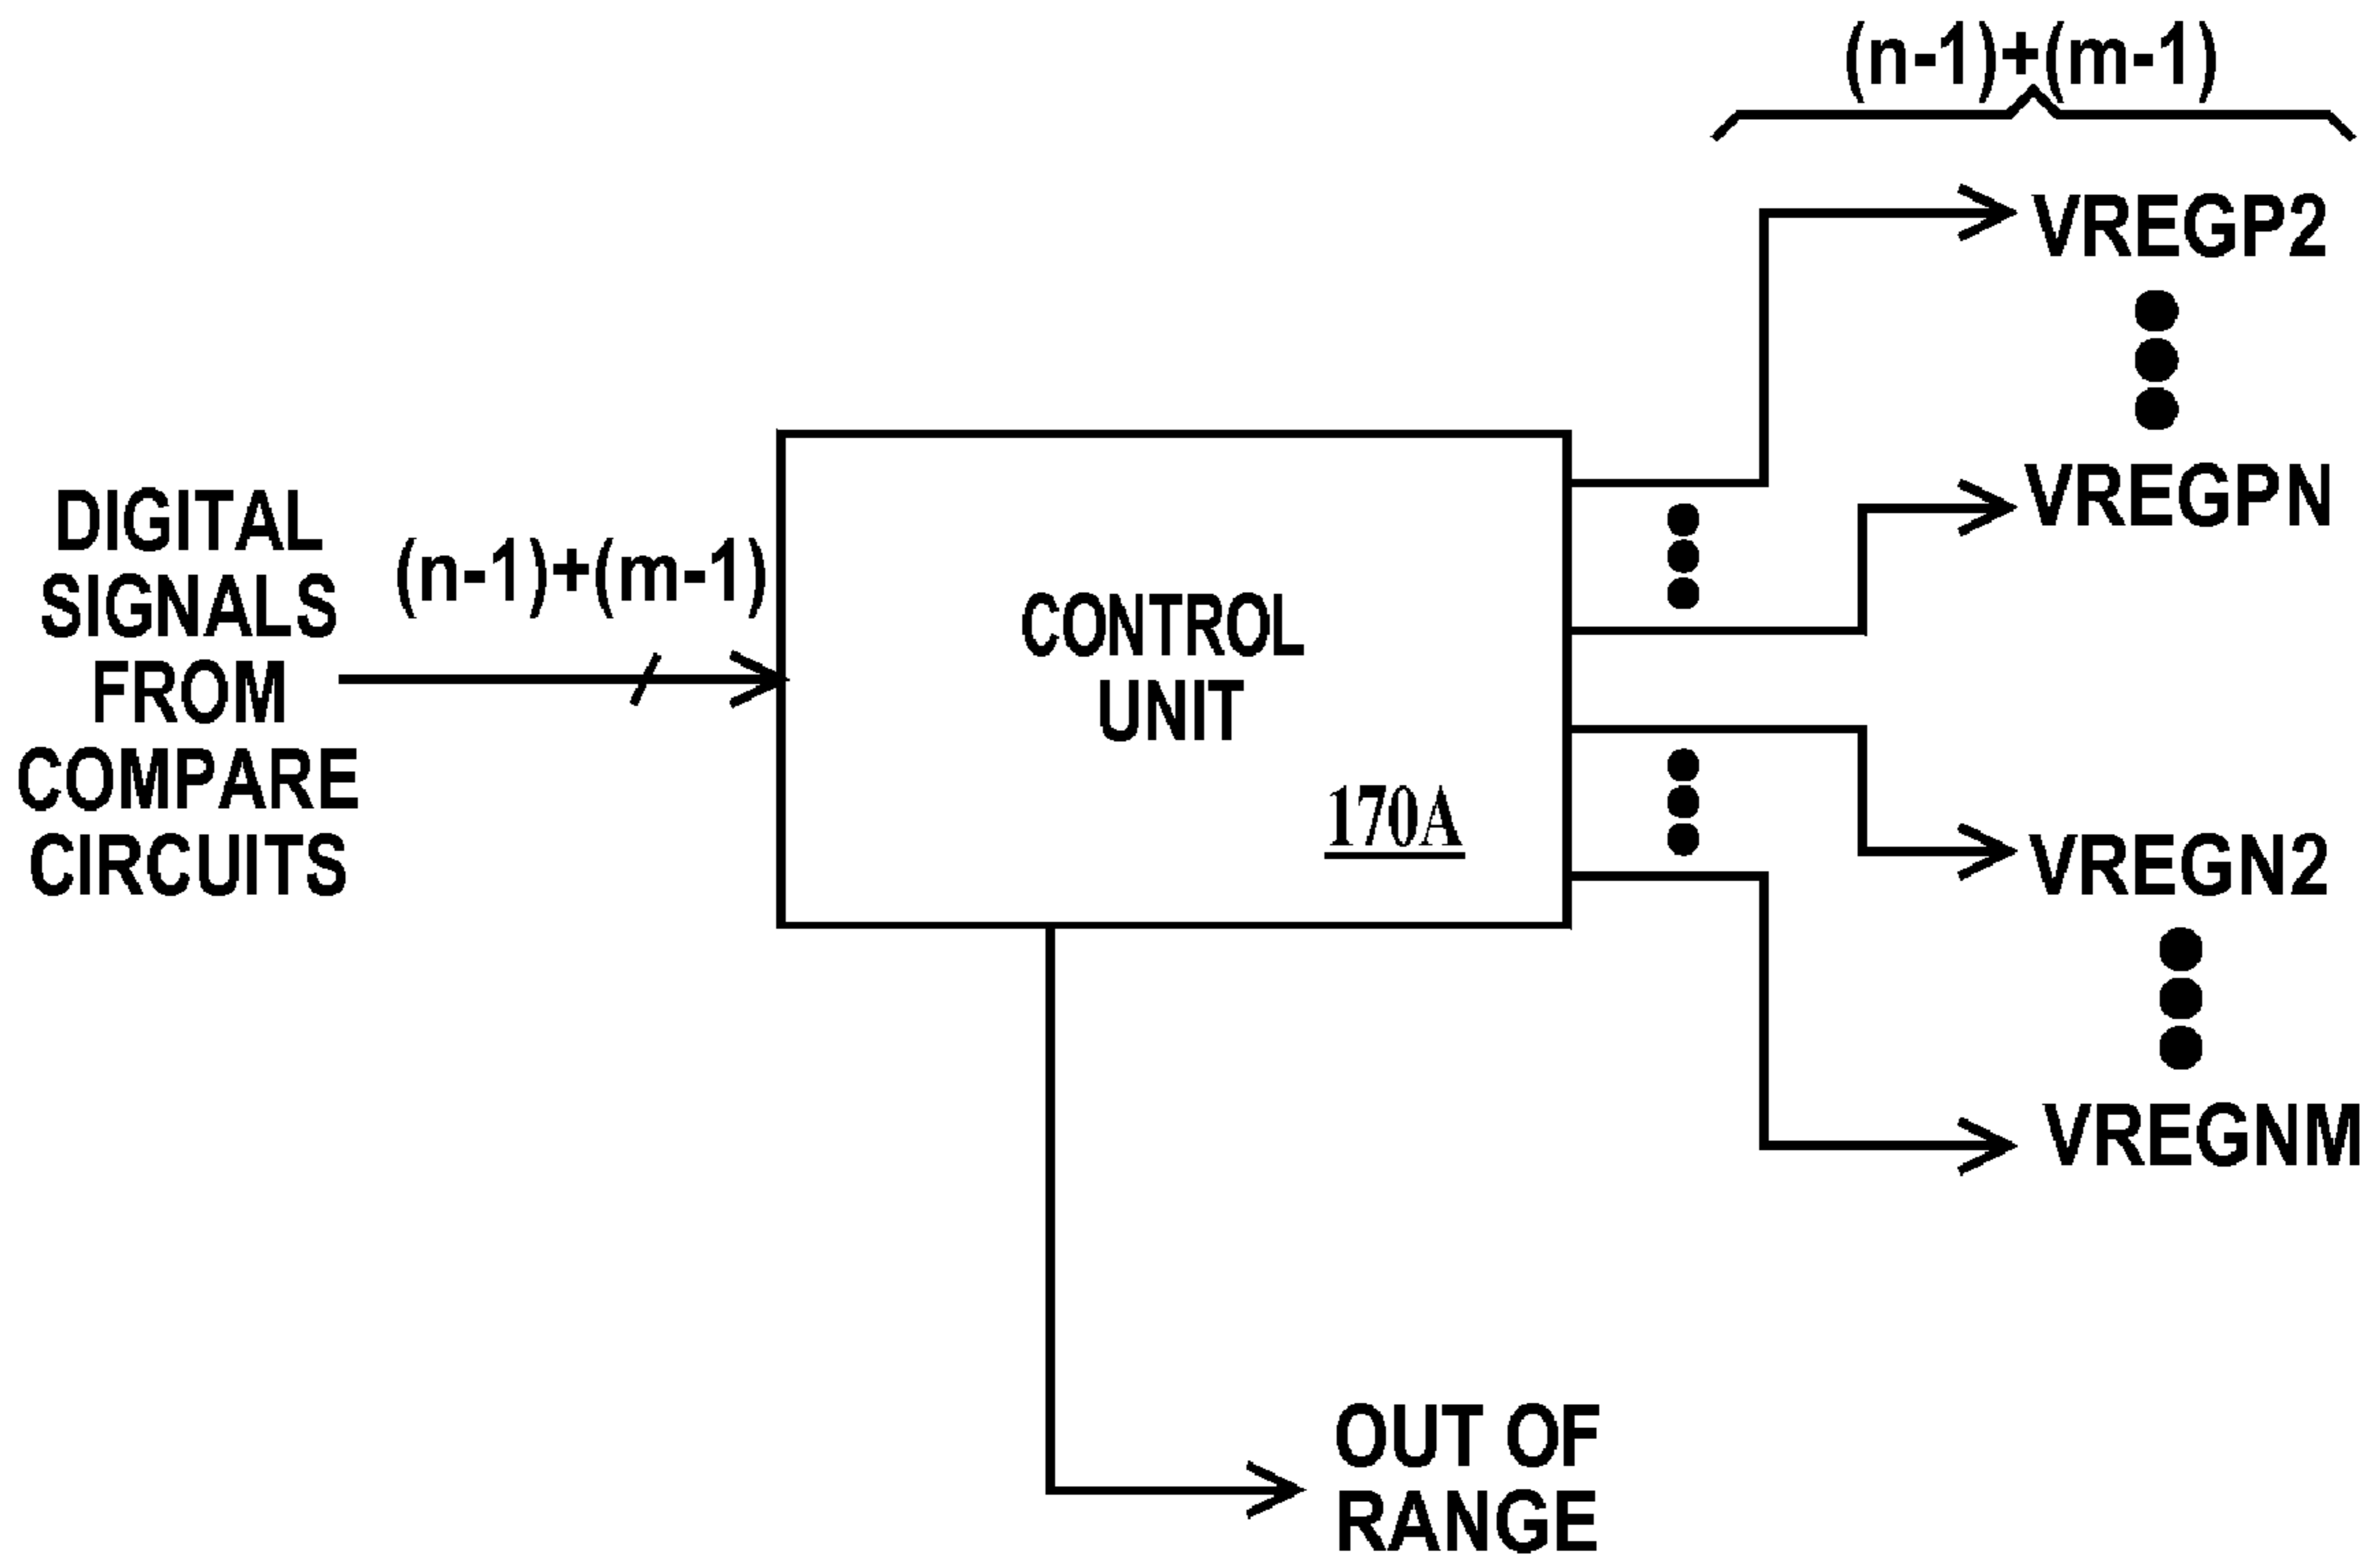 (n-1)+(m-1)
VREGP2
VREGPN
DIGITAL
SIGNALS
FROM
COMPARE
CIRCUITS
(n-1)+(m-1)
CONTROL
UNIT
170A
VREGN2
VREGNM
OUT OF
RANGE